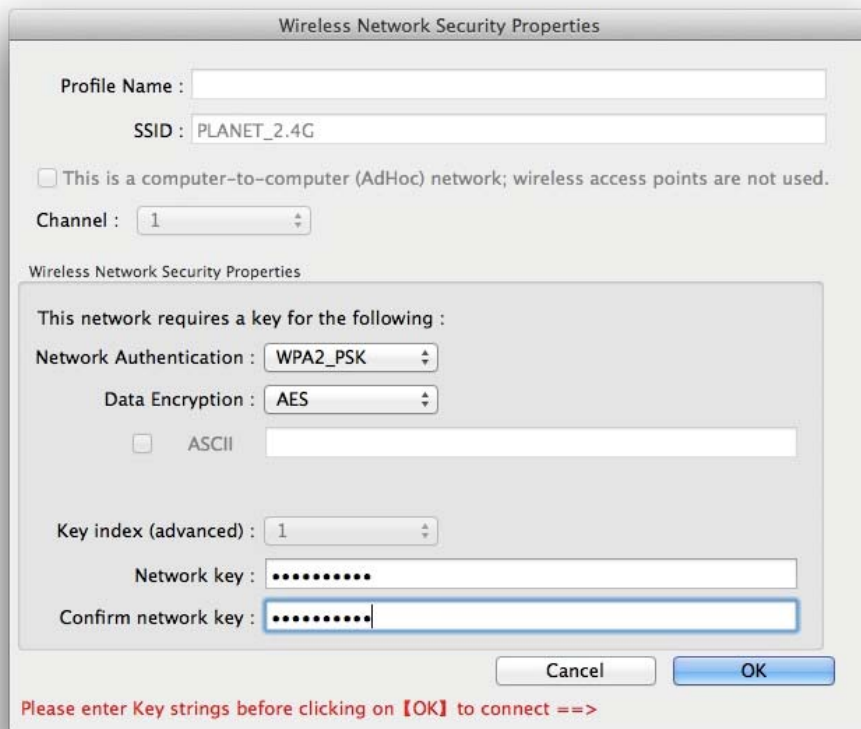 Wireless Network Security Properties
Profile Name :
SSID : PLANET_2.4G
This is a computer-to-computer (AdHoc) network; wireless access points are not used.
Channel : 1
Wireless Network Security Properties
This network requires a key for the following :
Network Authentication : WPA2_PSK
Data Encryption : AES
ASCII
Key index (advanced) : 1
Network key : ••••••••••
Confirm network key : ••••••••••
Cancel OK
Please enter Key strings before clicking on【OK】to connect ==>